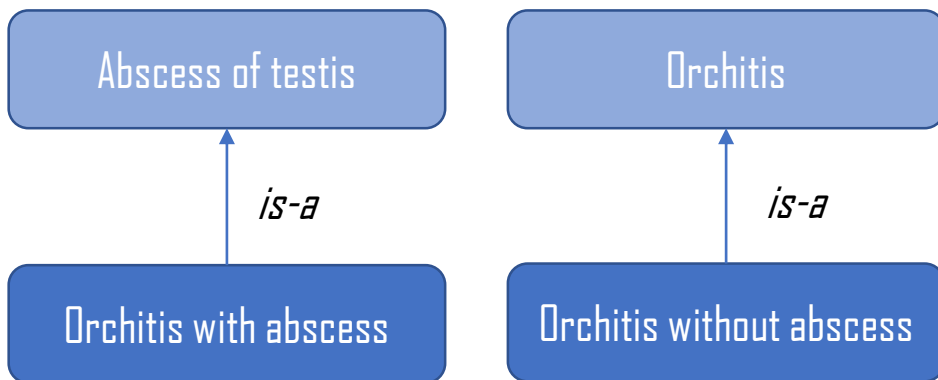 Abscess of testis
Orchitis
is-a
is-a
Orchitis with abscess
Orchitis without abscess